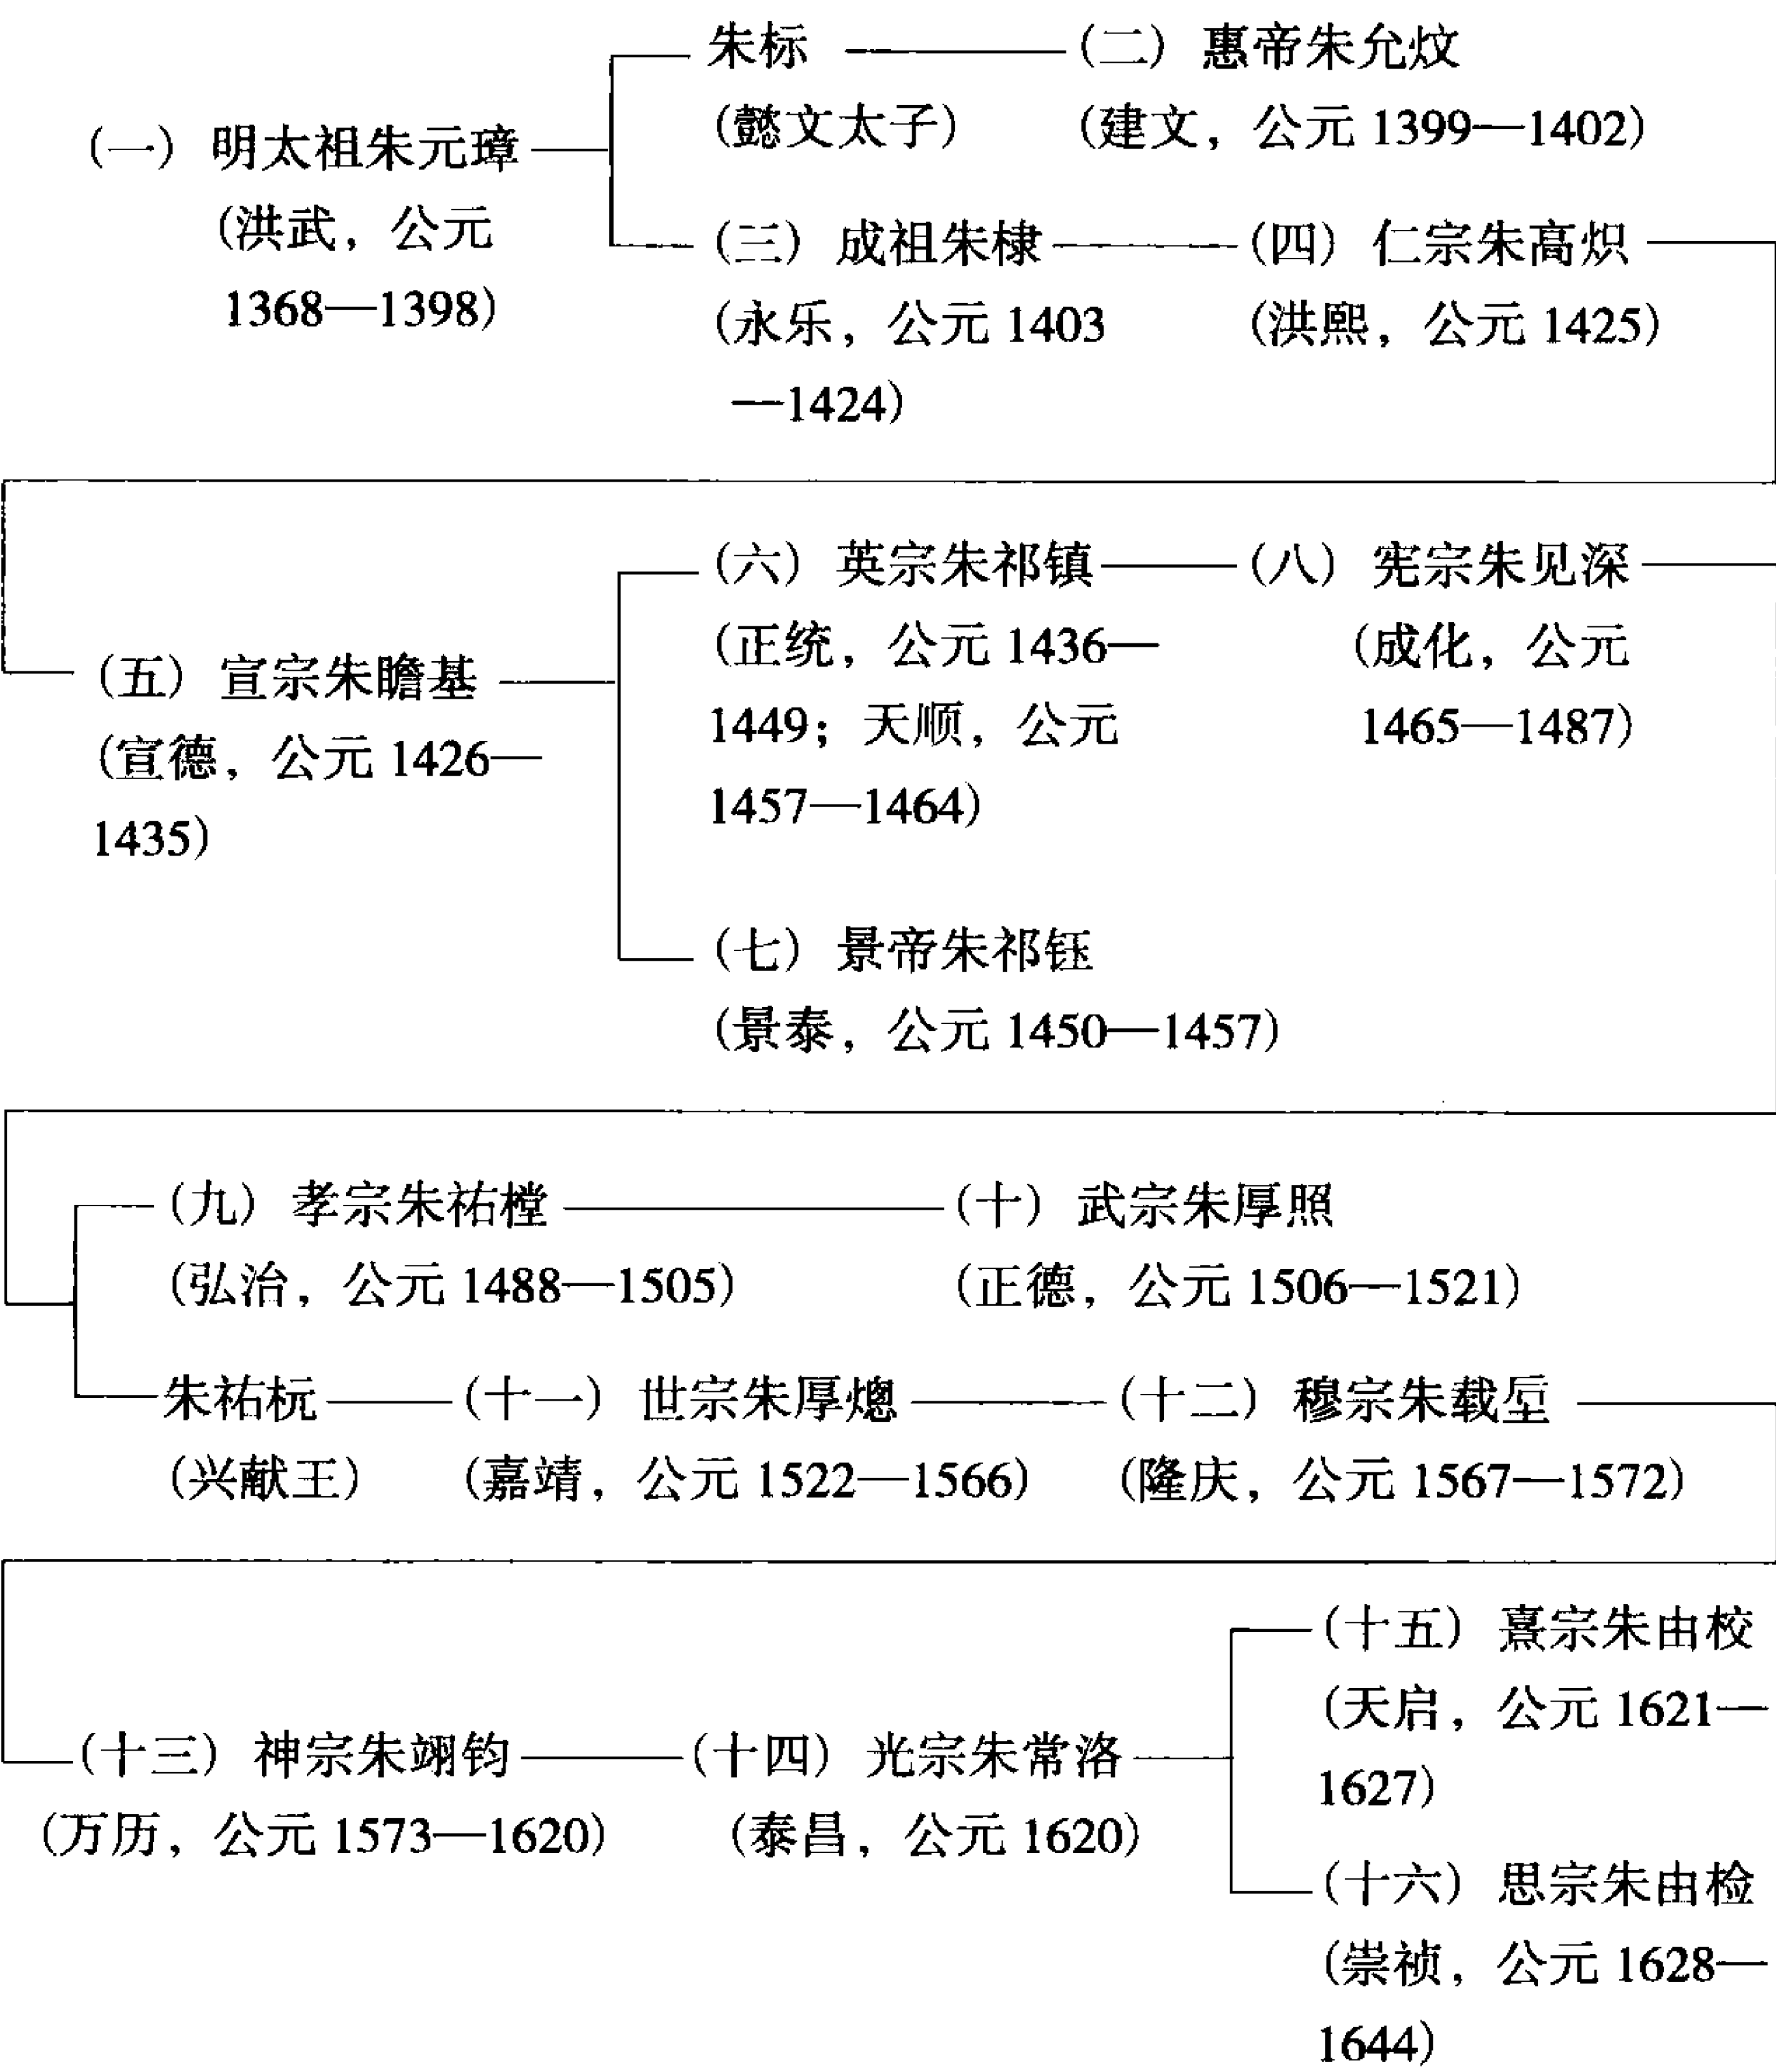 朱标 (二) 惠帝朱允炆
(懿文太子) (建文, 公元 1399—1402)
(一) 明太祖朱元璋
(洪武, 公元
1368—1398)
(三) 成祖朱棣 (四) 仁宗朱高炽
(永乐, 公元 1403 (洪熙, 公元 1425)
—1424)
(六) 英宗朱祁镇 (八) 宪宗朱见深
(正统, 公元 1436— (成化, 公元
1449; 天顺, 公元 1465—1487)
1457—1464)
(五) 宣宗朱瞻基
(宣德, 公元 1426—
1435)
(七) 景帝朱祁钰
(景泰, 公元 1450—1457)
(九) 孝宗朱祐樘 (十) 武宗朱厚照
(弘治, 公元 1488—1505) (正德, 公元 1506—1521)
朱祐杬 (十一) 世宗朱厚熜 (十二) 穆宗朱载垕
(兴献王) (嘉靖, 公元 1522—1566) (隆庆, 公元 1567—1572)
(十三) 神宗朱翊钧 (十四) 光宗朱常洛
(万历, 公元 1573—1620) (泰昌, 公元 1620)
(十五) 熹宗朱由校
(天启, 公元 1621—
1627)
(十六) 思宗朱由检
(崇祯, 公元 1628—
1644)